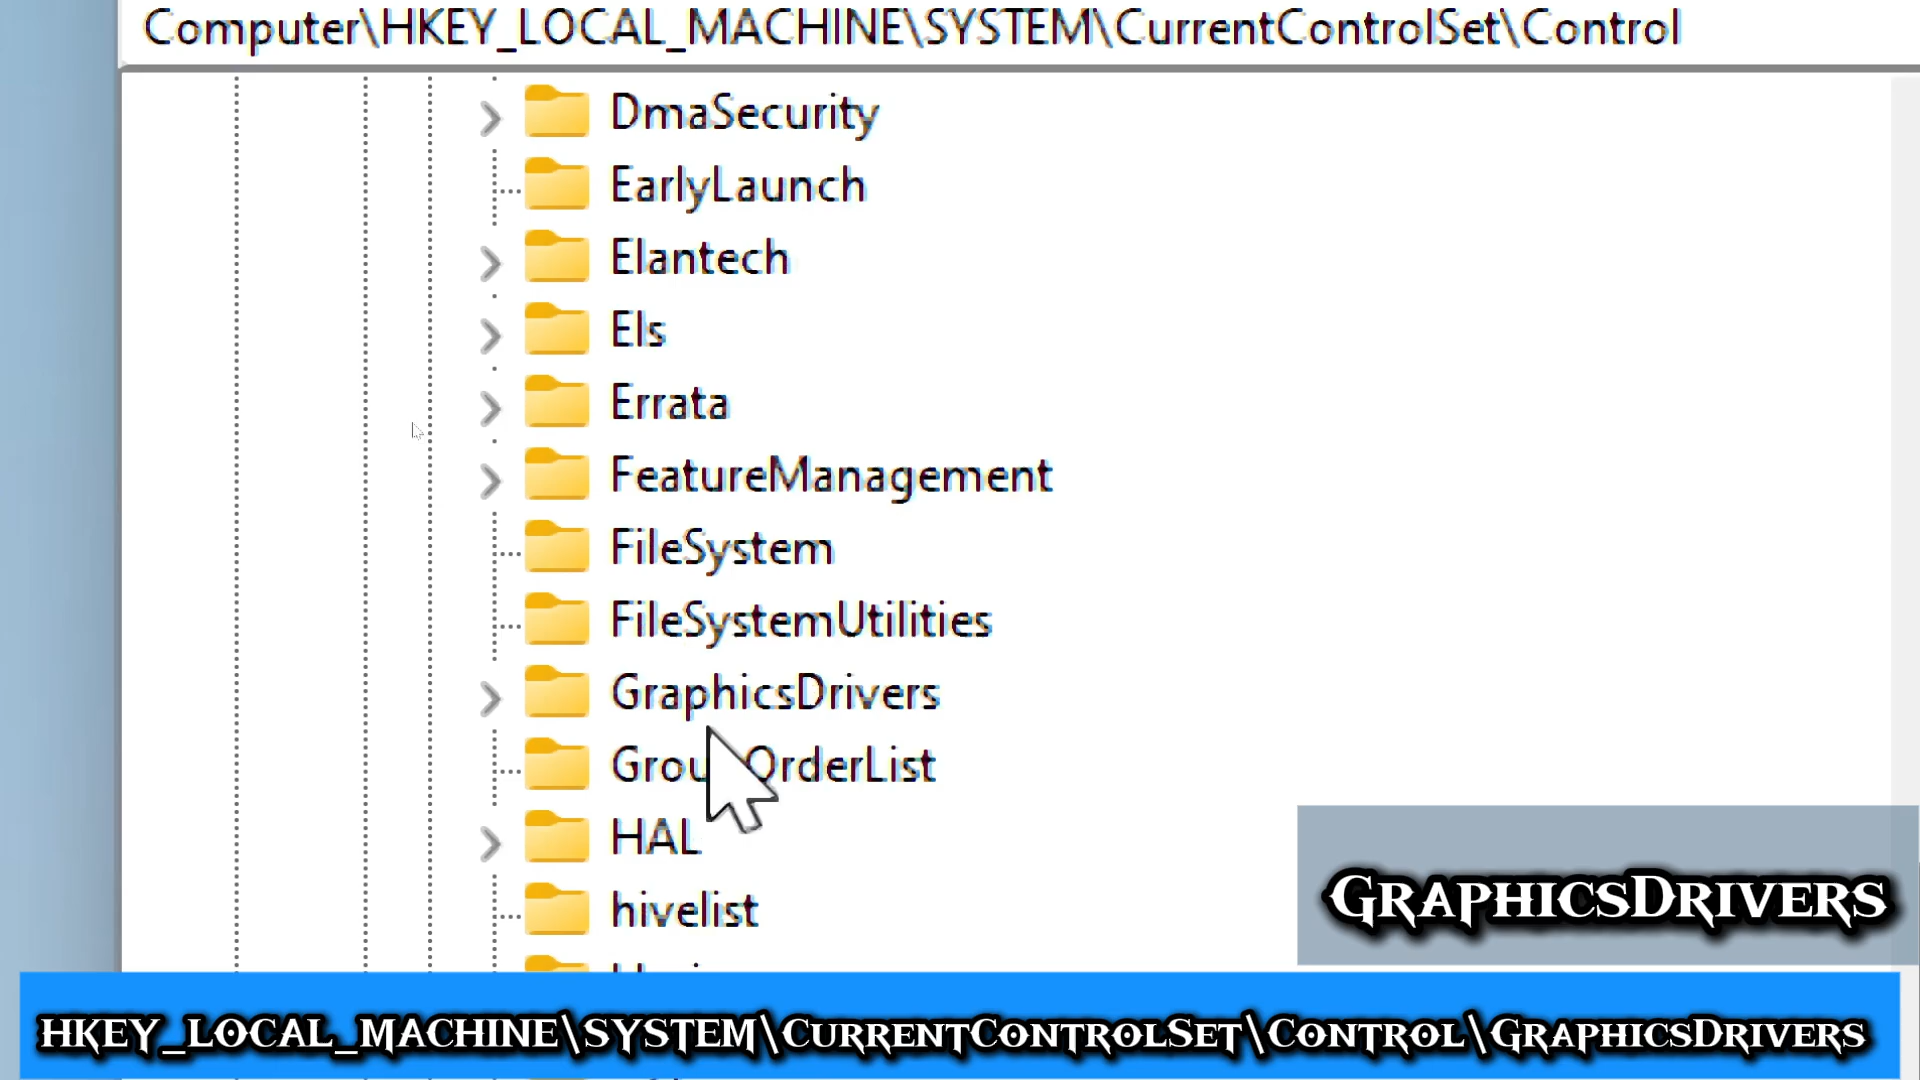 Computer\HKEY_LOCAL_MACHINE\SYSTEM\CurrentControlSet\Control
DmaSecurity
EarlyLaunch
Elantech
Els
Errata
FeatureManagement
FileSystem
FileSystemUtilities
GraphicsDrivers
GroupOrderList
HAL
hivelist
GraphicsDrivers
HKEY_LOCAL_MACHINE\SYSTEM\CurrentControlSet\Control\GraphicsDrivers